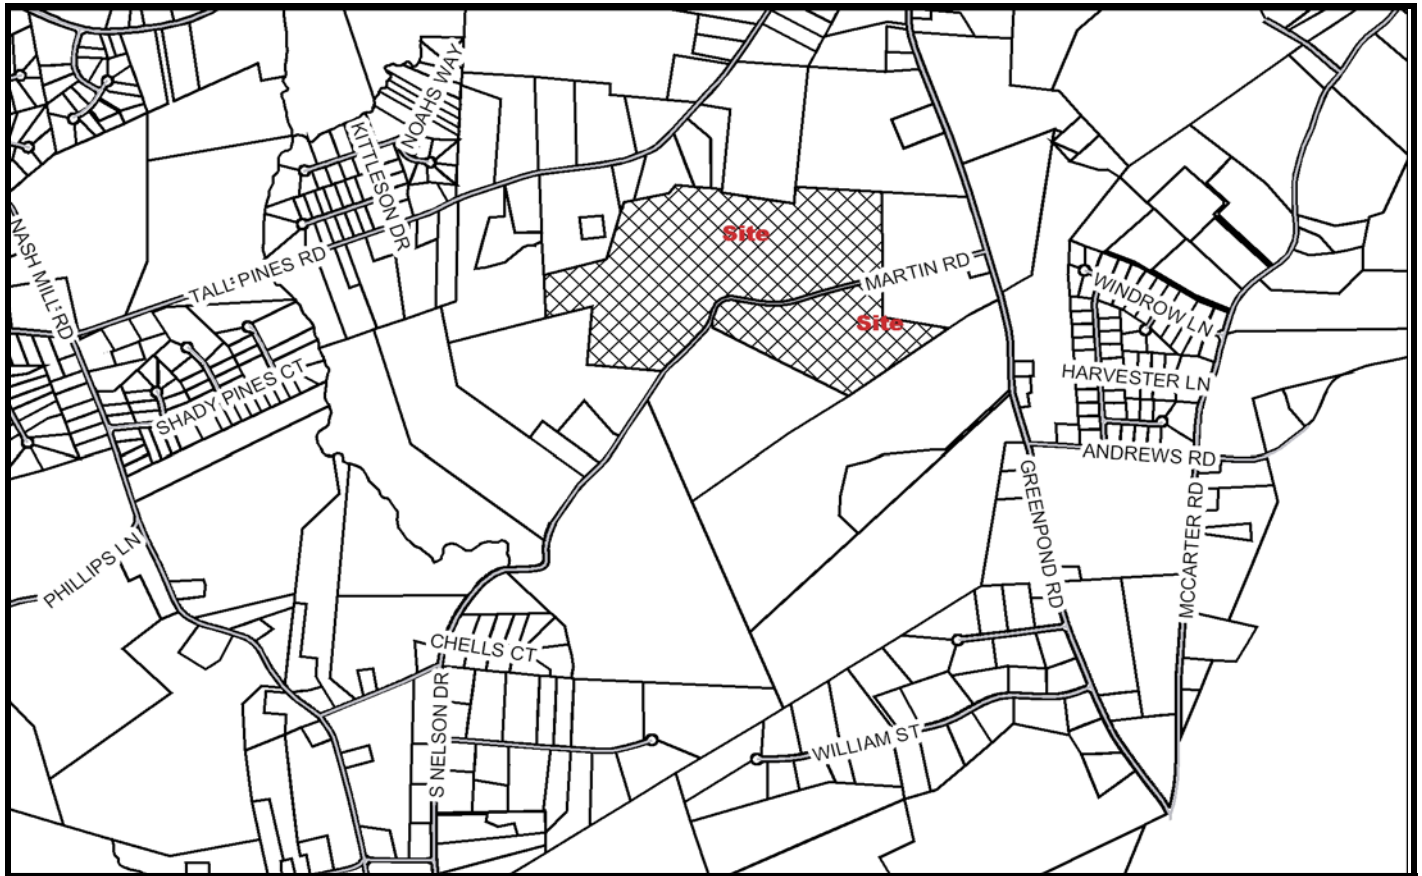 NOAHS WAY
KITTLESON DR
NASH MILL RD
TALL PINES RD
Site
MARTIN RD
Site
WINDROW LN
HARVESTER LN
SHADY PINES CT
ANDREWS RD
GREENPOND RD
MCCARTER RD
PHILLIPS LN
CHELLS CT
S NELSON DR
WILLIAM ST